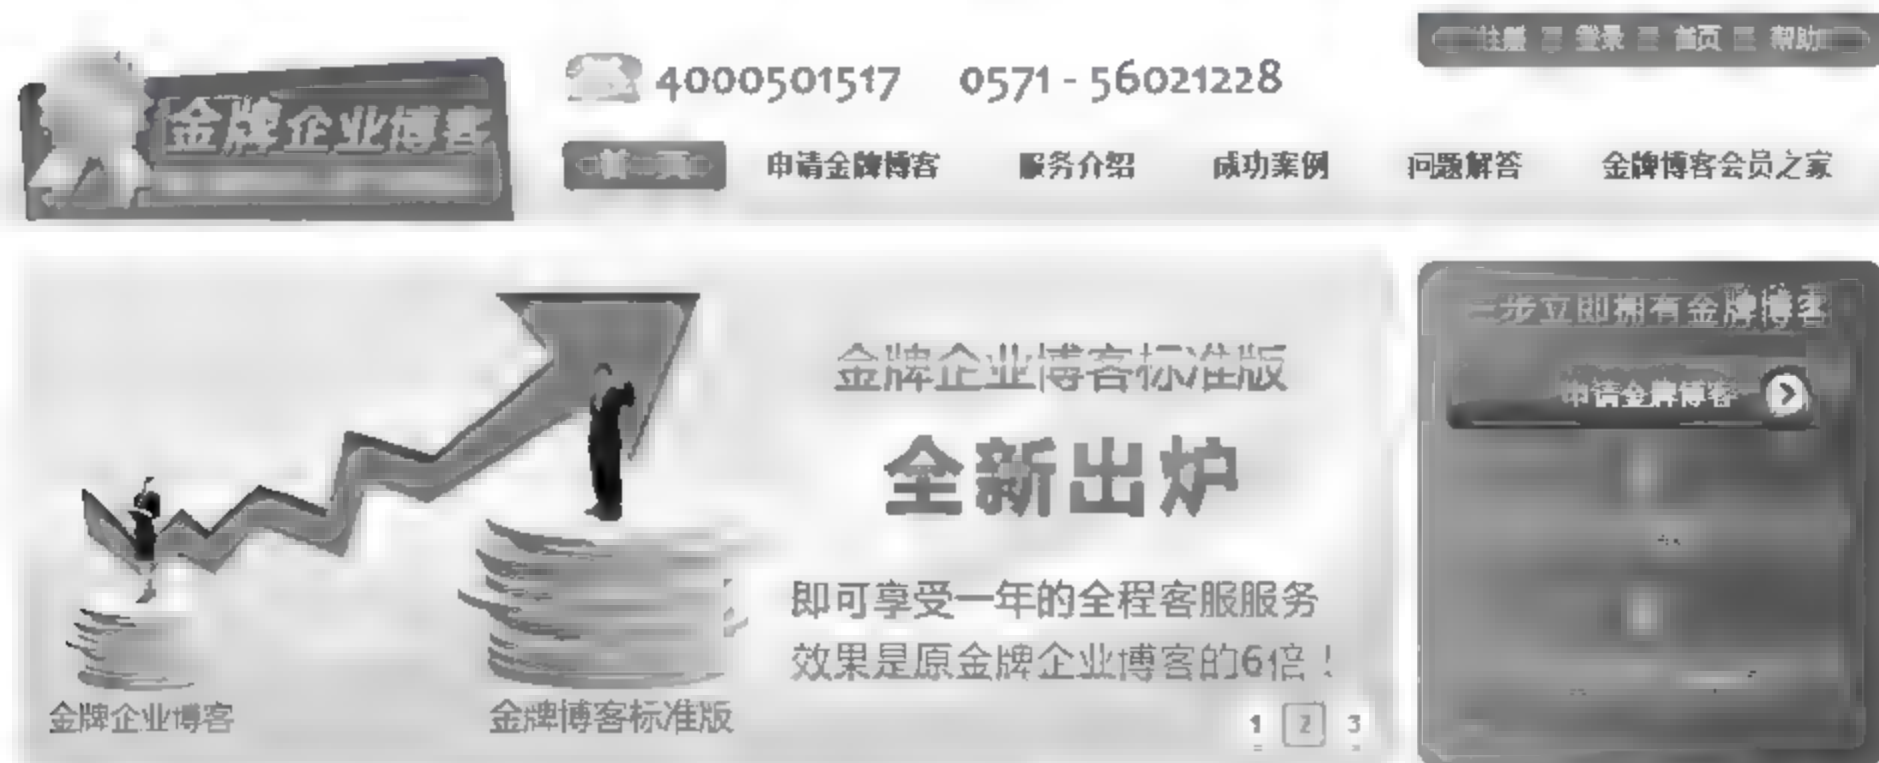 注册 登录 首页 帮助
4000501517 0571-56021228
金牌企业博客
首页 申请金牌博客 服务介绍 成功案例 问题解答 金牌博客会员之家
三步立即拥有金牌博客
申请金牌博客
金牌企业博客标准版
全新出炉
即可享受一年的全程客服服务
效果是原金牌企业博客的6倍！
金牌企业博客 金牌博客标准版
1 2 3